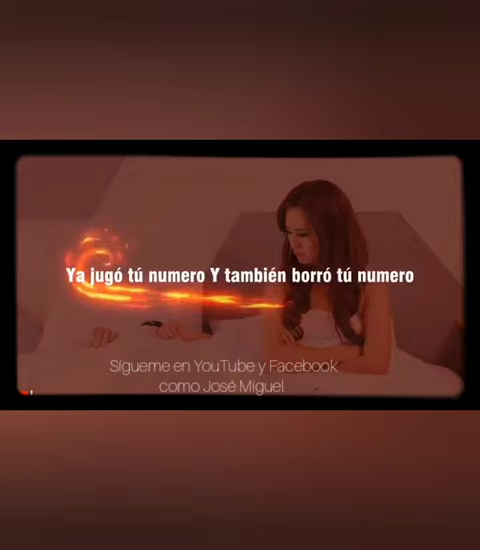 Ya jugó tú numero Y también borró tú numero
Sígueme en YouTube y Facebook
como José Miguel